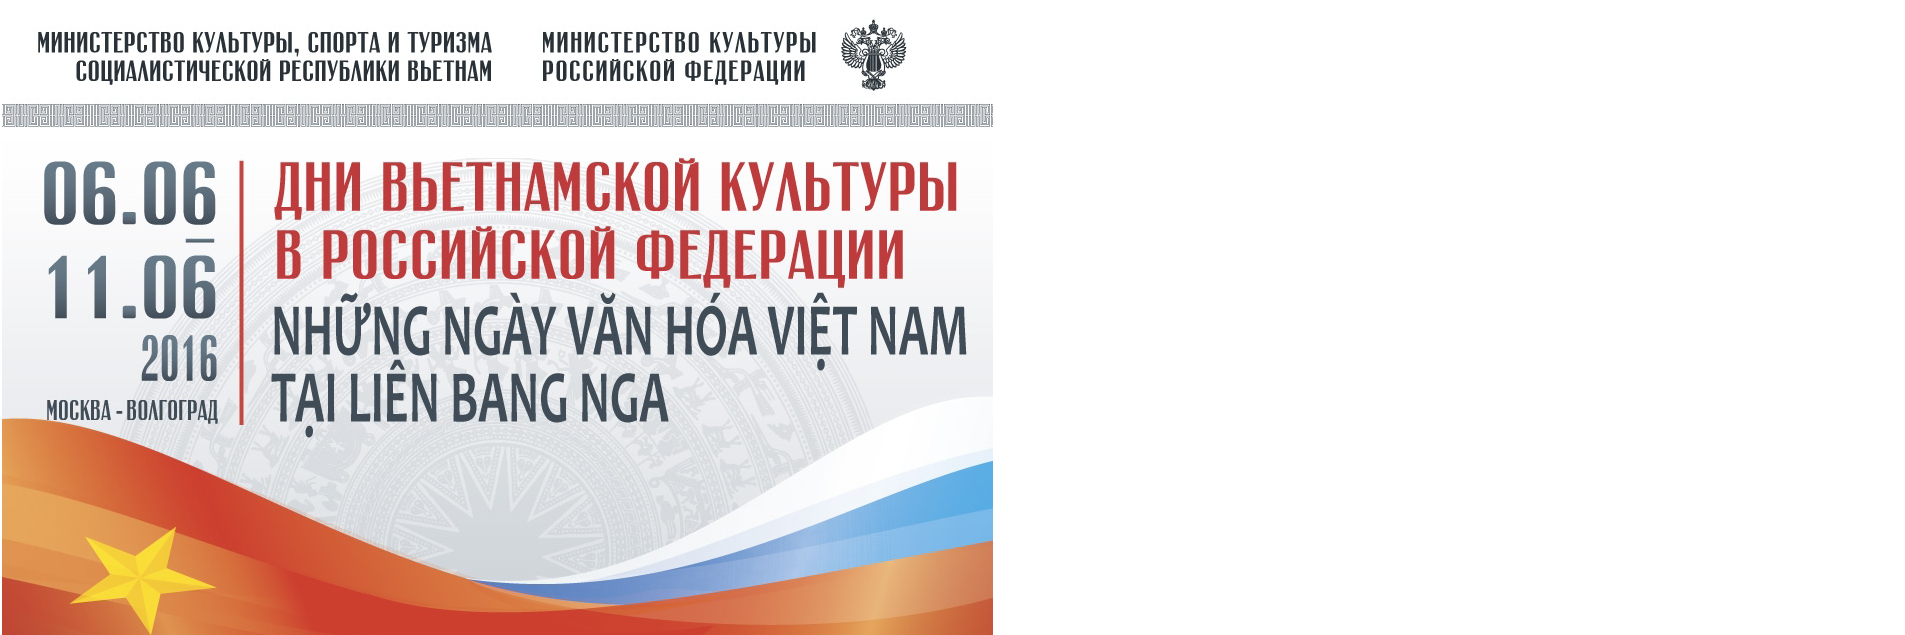 МИНИСТЕРСТВО КУЛЬТУРЫ, СПОРТА И ТУРИЗМА
СОЦИАЛИСТИЧЕСКОЙ РЕСПУБЛИКИ ВЬЕТНАМ
МИНИСТЕРСТВО КУЛЬТУРЫ
РОССИЙСКОЙ ФЕДЕРАЦИИ
06.06
–
11.06
2016
МОСКВА - ВОЛГОГРАД
ДНИ ВЬЕТНАМСКОЙ КУЛЬТУРЫ
В РОССИЙСКОЙ ФЕДЕРАЦИИ
NHỮNG NGÀY VĂN HÓA VIỆT NAM
TẠI LIÊN BANG NGA